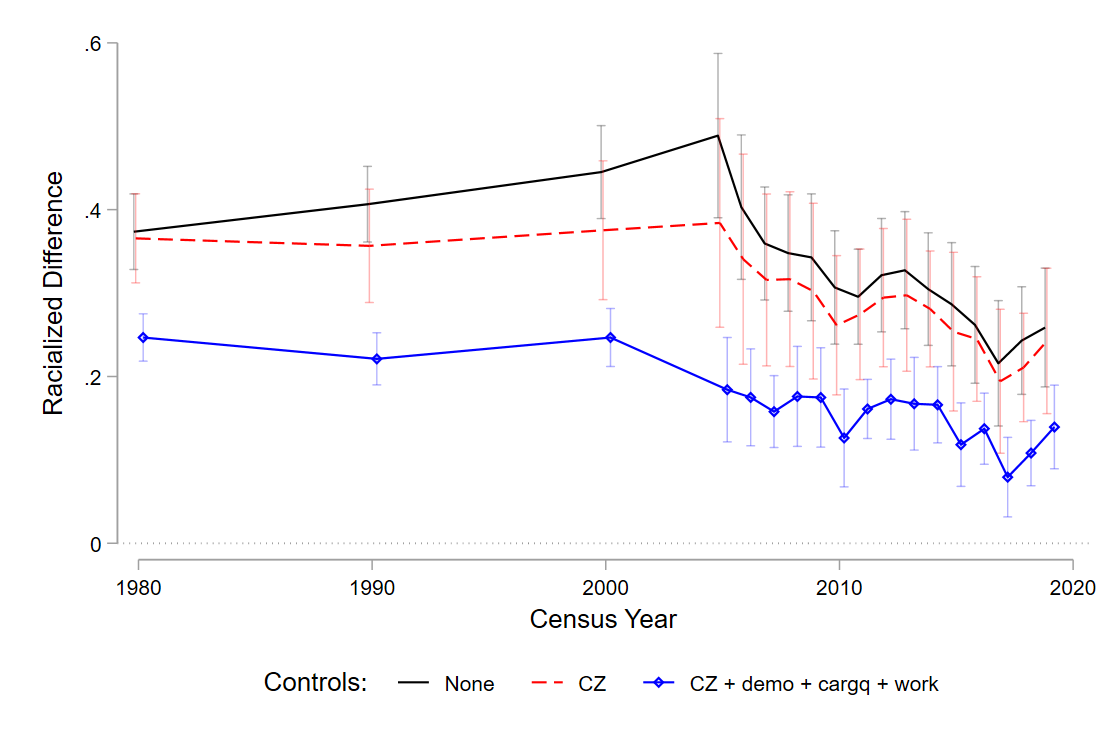 .6
.4
.2
0
Racialized Difference
1980 1990 2000 2010 2020
Census Year
Controls: None CZ CZ + demo + cargq + work